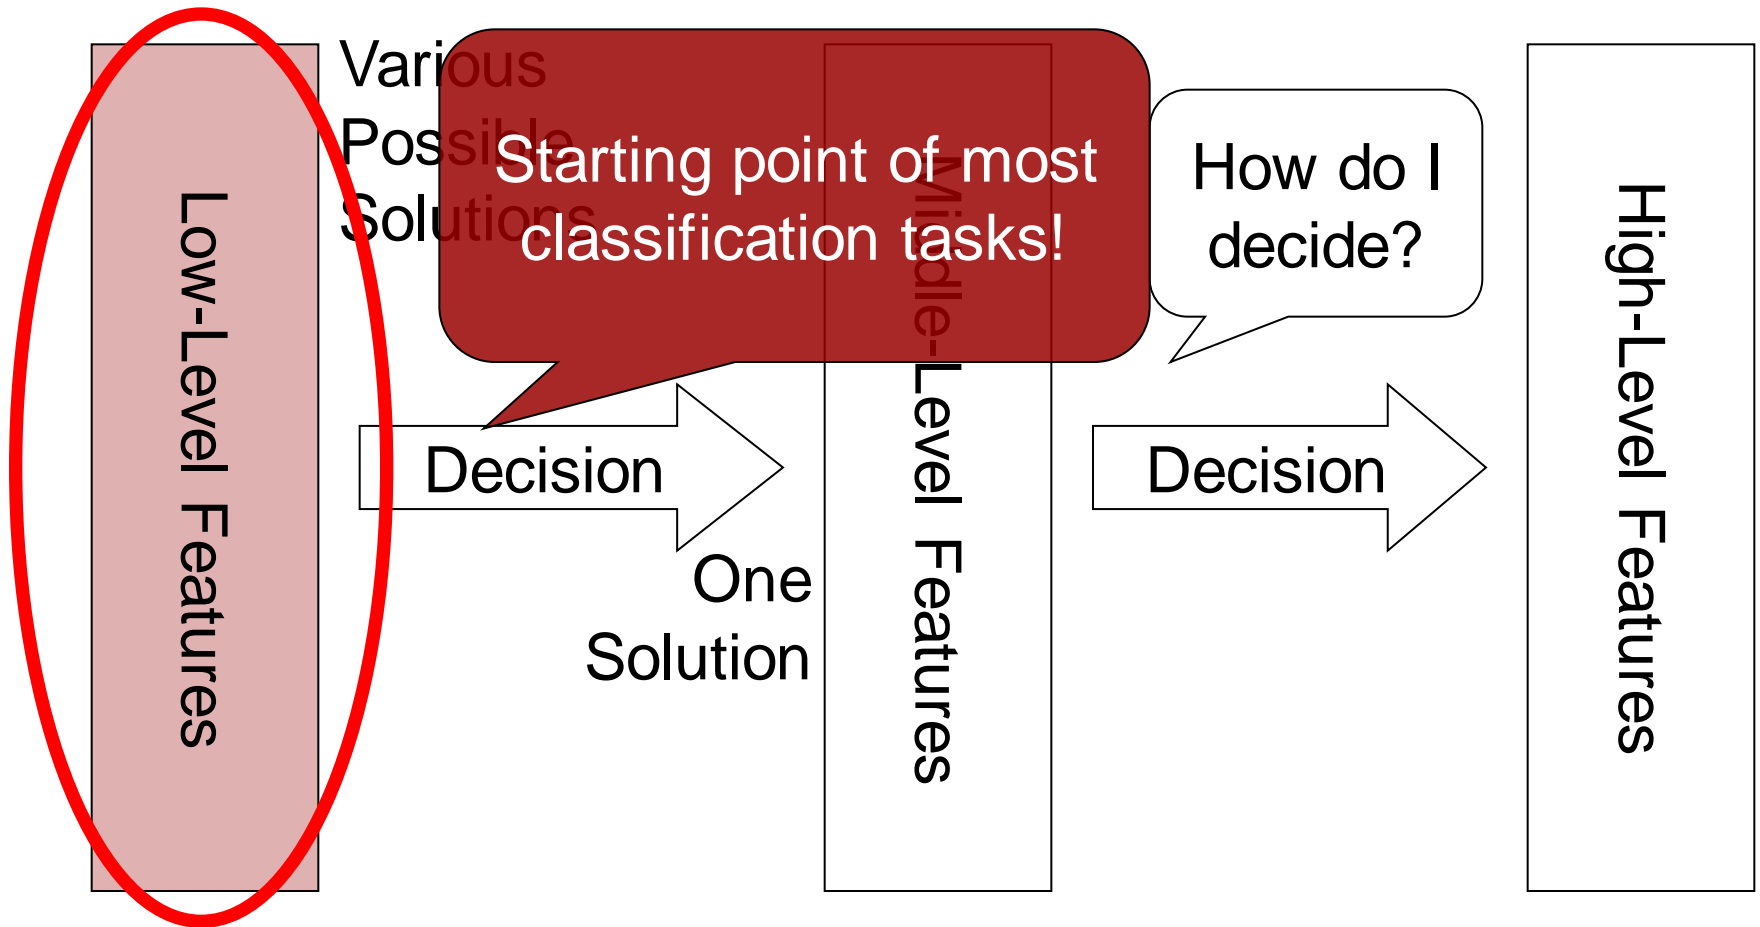 Various
Possible
Solutions
Starting point of most
classification tasks!
How do I
decide?
Low-Level Features
Decision
One
Solution
Middle-Level Features
Decision
High-Level Features